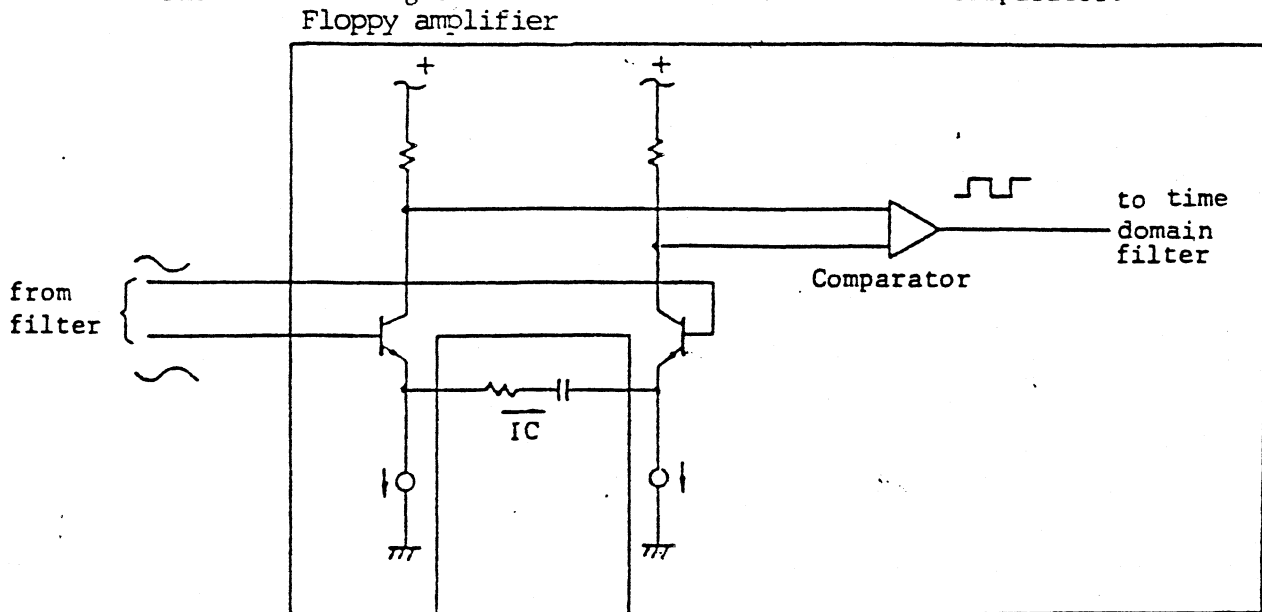 Floppy amplifier
+
+
to time
domain
filter
Comparator
from
filter
IC